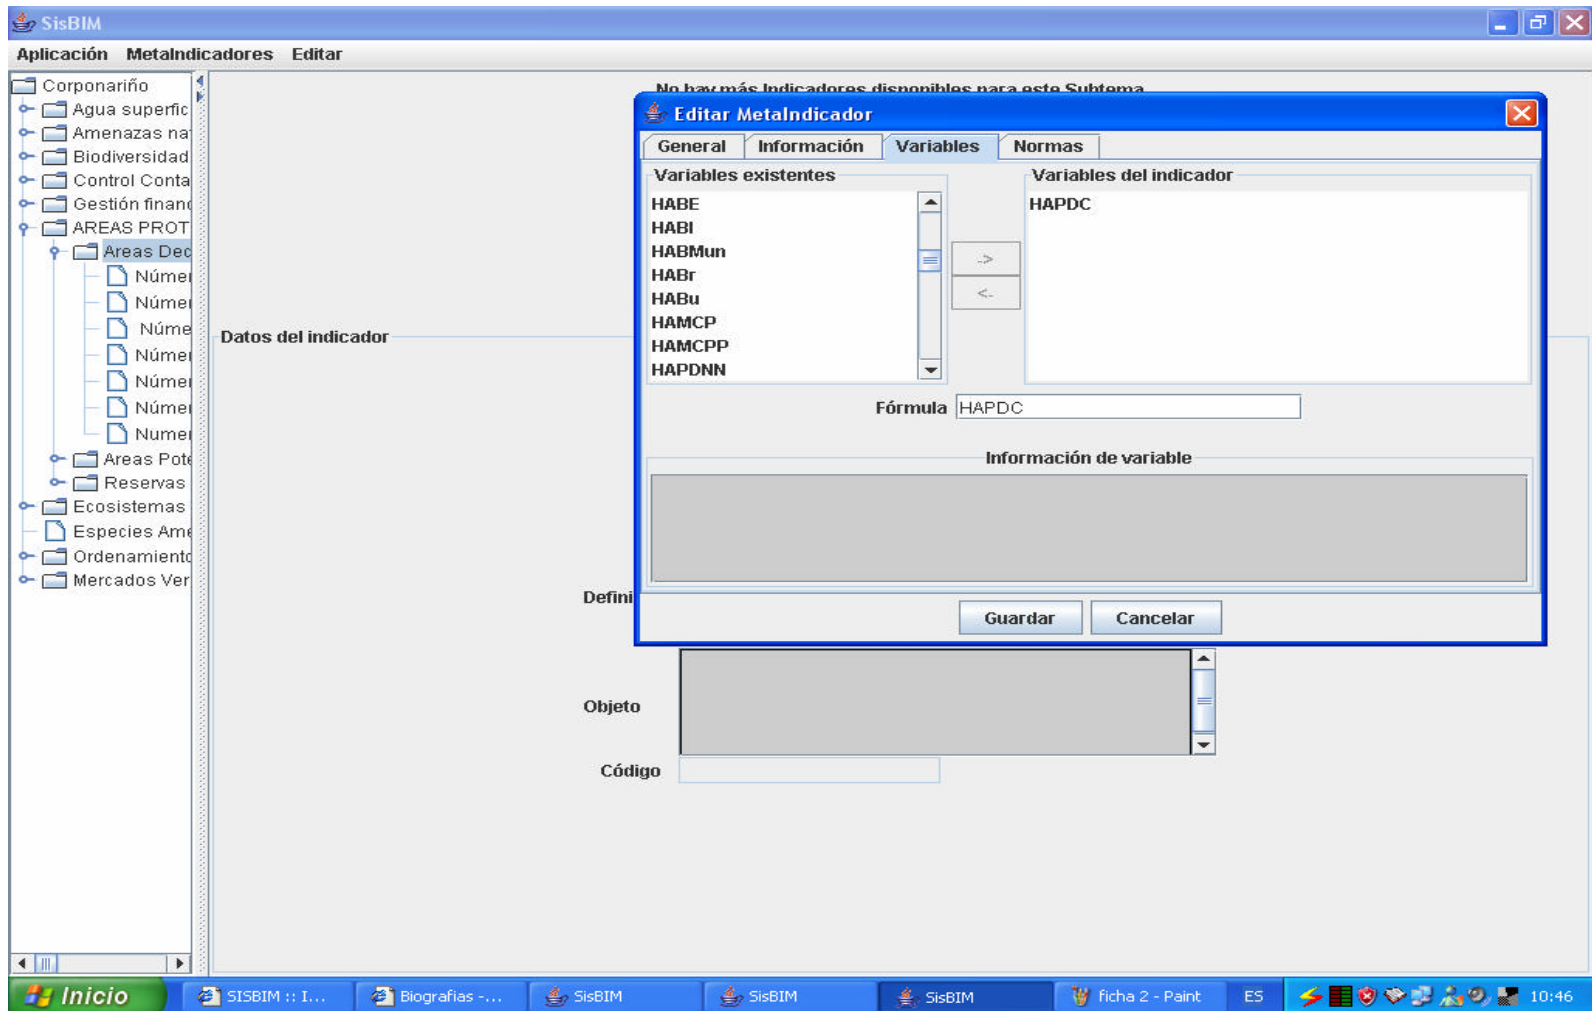 SisBIM
Aplicación MetaIndicadores Editar
Corponariño
Agua superfic
Amenazas na
Biodiversidad
Control Conta
Gestión finan
AREAS PROT
Areas Dec
Númer
Númer
Núme
Númer
Númer
Númer
Numer
Areas Pote
Reservas
Ecosistemas
Especies Ame
Ordenamiento
Mercados Ver
No hay más Indicadores disponibles para este Subtema
Datos del indicador
Editar MetaIndicador
General Información Variables Normas
Variables existentes
HABE
HABI
HABMun
HABr
HABu
HAMCP
HAMCPP
HAPDNN
->
<-
Variables del indicador
HAPDC
Fórmula HAPDC
Información de variable
Guardar Cancelar
Defini
Objeto
Código
Inicio SISBIM :: I... Biografias -... SisBIM SisBIM SisBIM ficha 2 - Paint ES 10:46